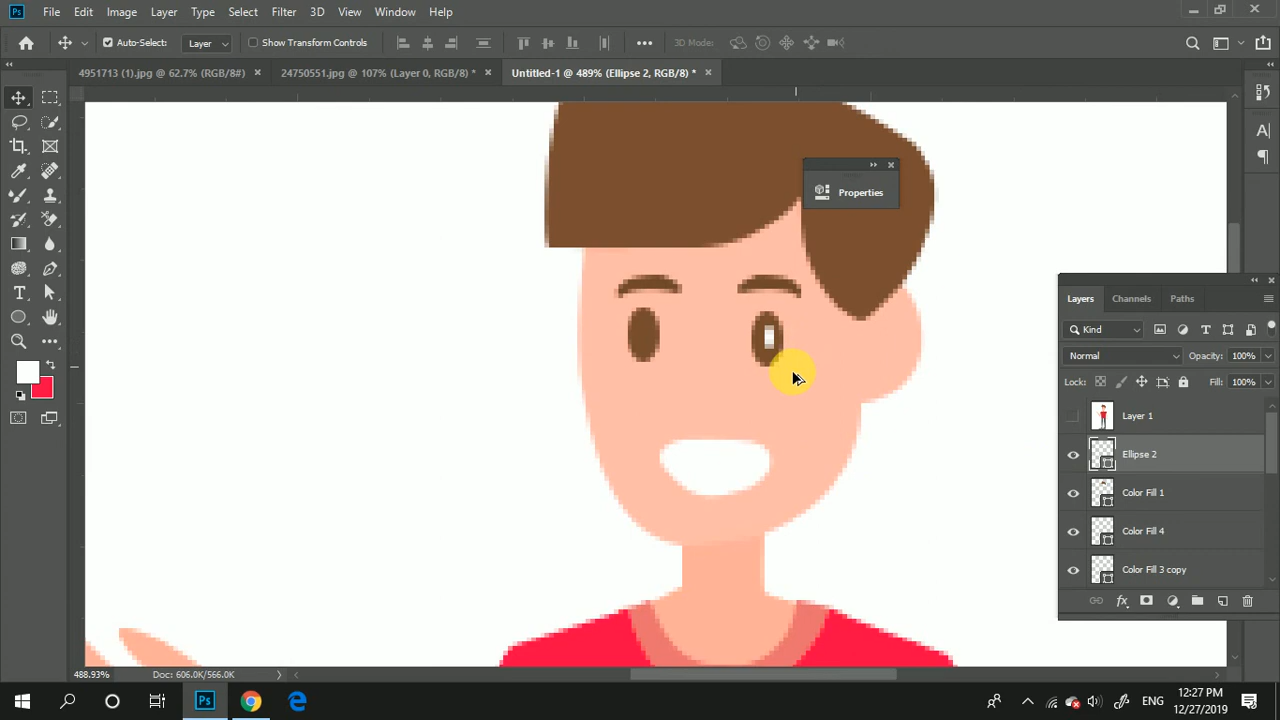 Ps File Edit Image Layer Type Select Filter 3D View Window Help
Auto-Select: Layer Show Transform Controls 3D Mode:
4951713 (1).jpg @ 62.7% (RGB/8#) 24750551.jpg @ 107% (Layer 0, RGB/8) * Untitled-1 @ 489% (Ellipse 2, RGB/8) *
Properties
Layers Channels Paths
Kind
Normal Opacity: 100%
Lock: Fill: 100%
Layer 1
Ellipse 2
Color Fill 1
Color Fill 4
Color Fill 3 copy
fx
488.93% Doc: 606.0K/566.0K
Ps ENG 12:27 PM
12/27/2019